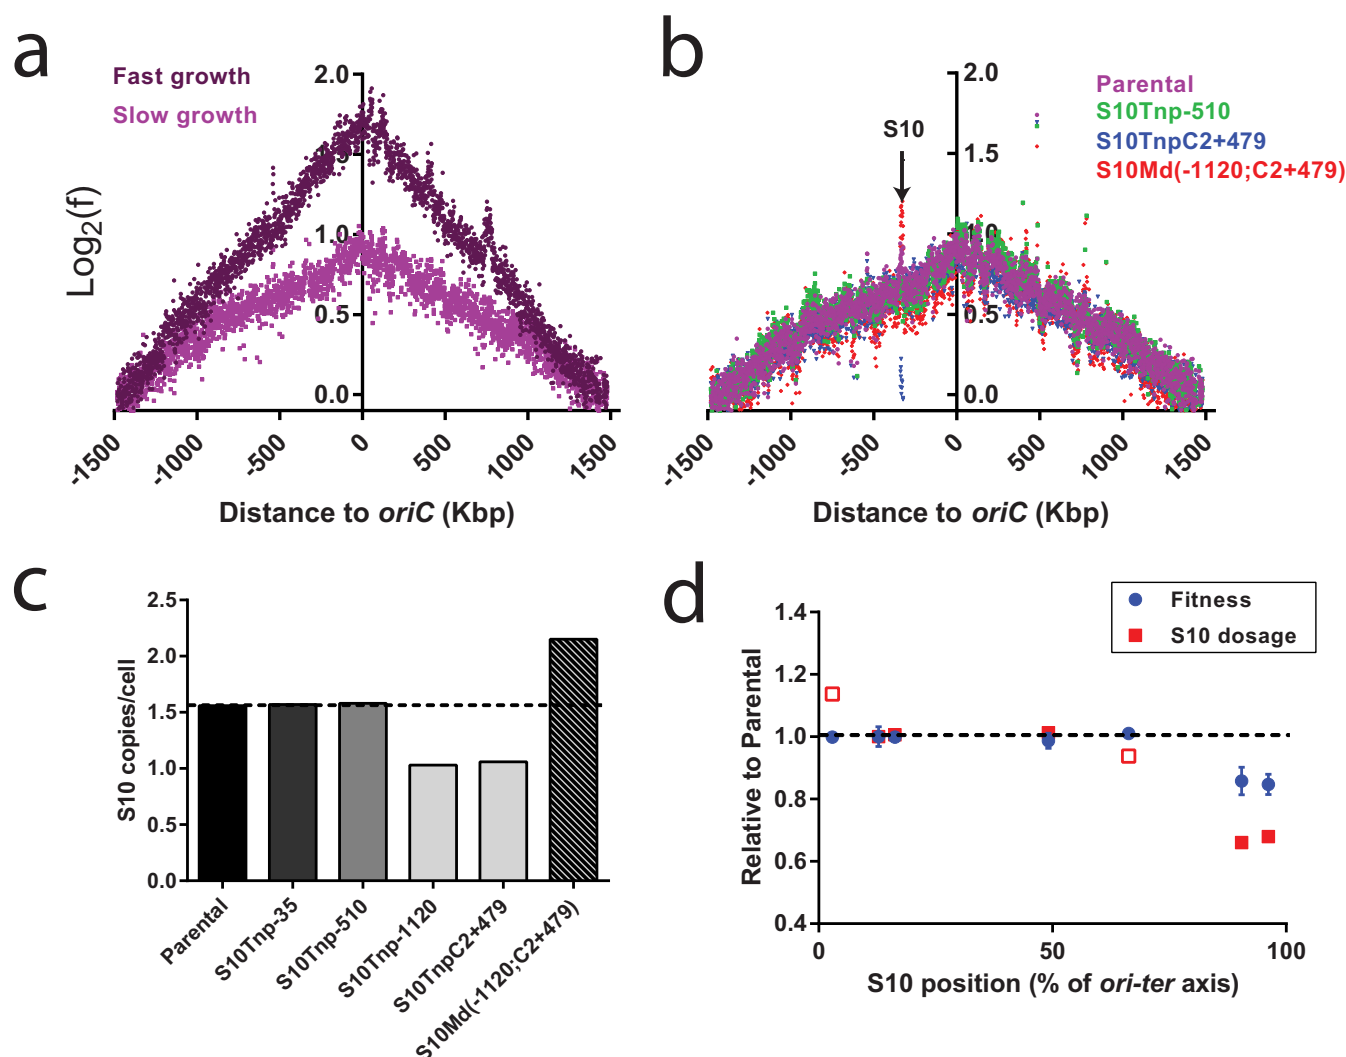 a
Fast growth
Slow growth
Log2(f)
2.0
1.5
1.0
0.5
0.0
-1500
-1000
-500
0
500
1000
1500
Distance to oriC (Kbp)
b
Parental
S10Tnp-510
S10TnpC2+479
S10Md(-1120;C2+479)
S10
2.0
1.5
1.0
0.5
0.0
-1500
-1000
-500
0
500
1000
1500
Distance to oriC (Kbp)
c
S10 copies/cell
2.5
2.0
1.5
1.0
0.5
0.0
Parental
S10Tnp-35
S10Tnp-510
S10Tnp-1120
S10TnpC2+479
S10Md(-1120;C2+479)
d
Fitness
S10 dosage
Relative to Parental
1.4
1.2
1.0
0.8
0.6
0.4
0
50
100
S10 position (% of ori-ter axis)